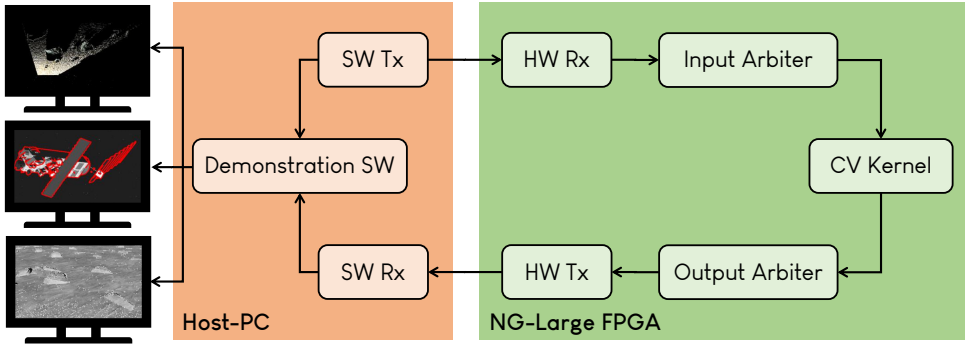 SW Tx
HW Rx
Input Arbiter
Demonstration SW
CV Kernel
SW Rx
HW Tx
Output Arbiter
Host-PC
NG-Large FPGA